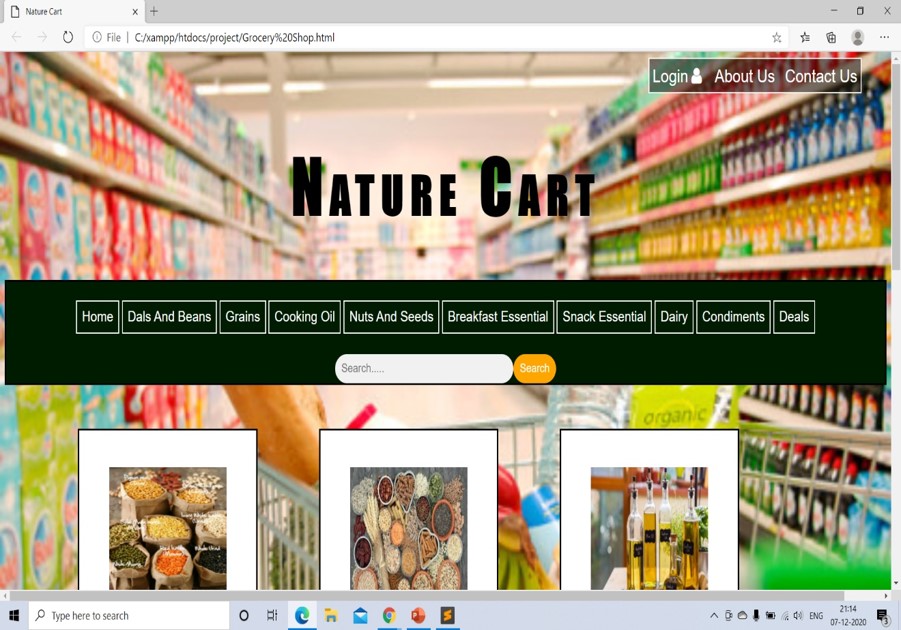 Nature Cart
File | C:/xampp/htdocs/project/Grocery%20Shop.html
Login About Us Contact Us
Nature Cart
Home Dals And Beans Grains Cooking Oil Nuts And Seeds Breakfast Essential Snack Essential Dairy Condiments Deals
Search..... Search
organic
Type here to search
ENG
21:14
07-12-2020
3